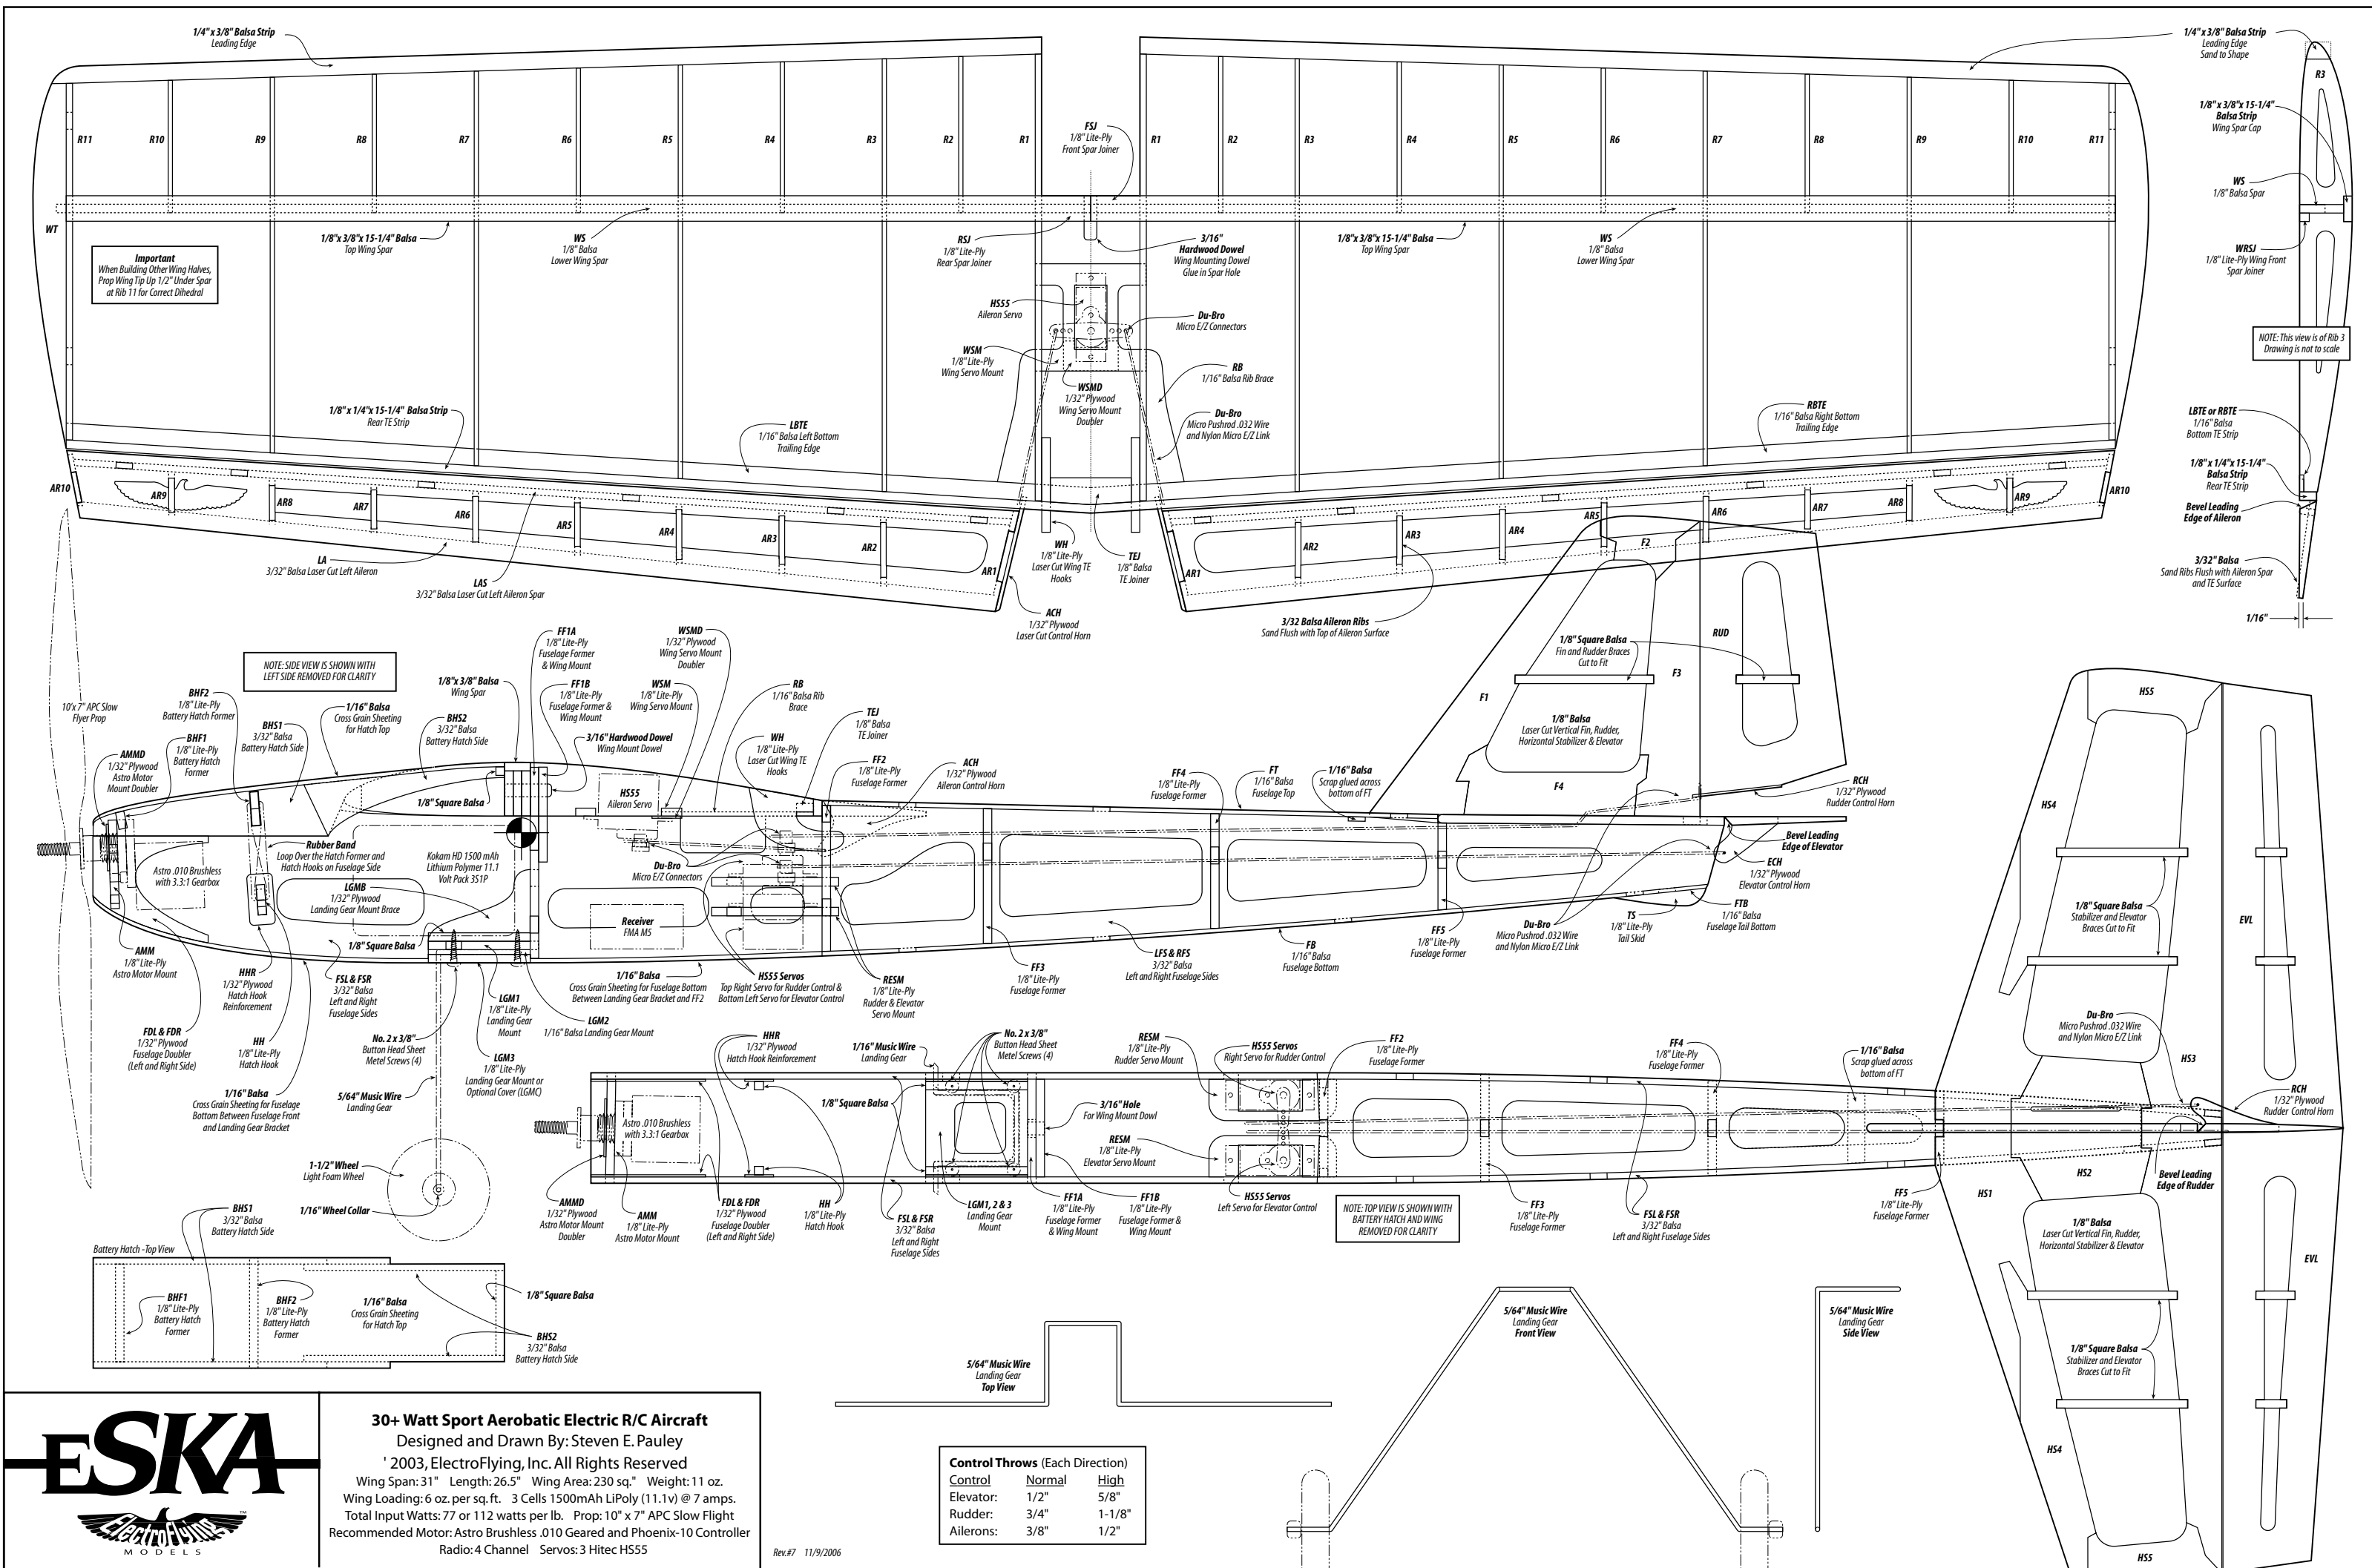 1/4" x 3/8" Balsa Strip
Leading Edge
1/4" x 3/8" Balsa Strip
Leading Edge
Sand to Shape
R3
1/8" x 3/8"x 15-1/4"
Balsa Strip
Wing Spar Cap
WS
1/8" Balsa Spar
WRSJ
1/8" Lite-Ply Wing Front
Spar Joiner
NOTE: This view is of Rib 3
Drawing is not to scale
LBTE or RBTE
1/16" Balsa
Bottom TE Strip
1/8" x 1/4"x 15-1/4"
Balsa Strip
Rear TE Strip
Bevel Leading
Edge of Aileron
3/32" Balsa
Sand Ribs Flush with Aileron Spar
and TE Surface
1/16"
R11
R10
R9
R8
R7
R6
R5
R4
R3
R2
R1
FSJ
1/8" Lite-Ply
Front Spar Joiner
R1
R2
R3
R4
R5
R6
R7
R8
R9
R10
R11
WT
1/8"x 3/8"x 15-1/4" Balsa
Top Wing Spar
WS
1/8" Balsa
Lower Wing Spar
RSJ
1/8" Lite-Ply
Rear Spar Joiner
3/16"
Hardwood Dowel
Wing Mounting Dowel
Glue in Spar Hole
1/8"x 3/8"x 15-1/4" Balsa
Top Wing Spar
WS
1/8" Balsa
Lower Wing Spar
Important
When Building Other Wing Halves,
Prop Wing Tip Up 1/2" Under Spar
at Rib 11 for Correct Dihedral
HS55
Aileron Servo
Du-Bro
Micro E/Z Connectors
WSM
1/8" Lite-Ply
Wing Servo Mount
WSMD
1/32" Plywood
Wing Servo Mount
Doubler
RB
1/16" Balsa Rib Brace
Du-Bro
Micro Pushrod .032 Wire
and Nylon Micro E/Z Link
1/8" x 1/4"x 15-1/4" Balsa Strip
Rear TE Strip
LBTE
1/16" Balsa Left Bottom
Trailing Edge
RBTE
1/16" Balsa Right Bottom
Trailing Edge
AR10
AR9
AR8
AR7
AR6
AR5
AR4
AR3
AR2
AR1
AR1
AR2
AR3
AR4
AR5
AR6
AR7
AR8
AR9
AR10
LA
3/32" Balsa Laser Cut Left Aileron
LAS
3/32" Balsa Laser Cut Left Aileron Spar
WH
1/8" Lite-Ply
Laser Cut Wing TE
Hooks
TEJ
1/8" Balsa
TE Joiner
ACH
1/32" Plywood
Laser Cut Control Horn
3/32 Balsa Aileron Ribs
Sand Flush with Top of Aileron Surface
F2
1/8" Square Balsa
Fin and Rudder Braces
Cut to Fit
RUD
F3
F1
1/8" Balsa
Laser Cut Vertical Fin, Rudder,
Horizontal Stabilizer & Elevator
F4
NOTE: SIDE VIEW IS SHOWN WITH
LEFT SIDE REMOVED FOR CLARITY
10'x 7" APC Slow
Flyer Prop
AMMD
1/32" Plywood
Astro Motor
Mount Doubler
BHF1
1/8" Lite-Ply
Battery Hatch
Former
BHF2
1/8" Lite-Ply
Battery Hatch Former
BHS1
3/32" Balsa
Battery Hatch Side
1/16" Balsa
Cross Grain Sheeting
for Hatch Top
BHS2
3/32" Balsa
Battery Hatch Side
1/8"x 3/8" Balsa
Wing Spar
FF1A
1/8" Lite-Ply
Fuselage Former
& Wing Mount
FF1B
1/8" Lite-Ply
Fuselage Former &
Wing Mount
3/16" Hardwood Dowel
Wing Mount Dowel
WSMD
1/32" Plywood
Wing Servo Mount
Doubler
WSM
1/8" Lite-Ply
Wing Servo Mount
RB
1/16" Balsa Rib
Brace
TEJ
1/8" Balsa
TE Joiner
WH
1/8" Lite-Ply
Laser Cut Wing TE
Hooks
FF2
1/8" Lite-Ply
Fuselage Former
ACH
1/32" Plywood
Aileron Control Horn
FF4
1/8" Lite-Ply
Fuselage Former
FT
1/16" Balsa
Fuselage Top
1/16" Balsa
Scrap glued across
bottom of FT
RCH
1/32" Plywood
Rudder Control Horn
Bevel Leading
Edge of Elevator
ECH
1/32" Plywood
Elevator Control Horn
FTB
1/16" Balsa
Fuselage Tail Bottom
TS
1/8" Lite-Ply
Tail Skid
Du-Bro
Micro Pushrod .032 Wire
and Nylon Micro E/Z Link
FF5
1/8" Lite-Ply
Fuselage Former
FB
1/16" Balsa
Fuselage Bottom
LFS & RFS
3/32" Balsa
Left and Right Fuselage Sides
FF3
1/8" Lite-Ply
Fuselage Former
RESM
1/8" Lite-Ply
Rudder & Elevator
Servo Mount
HS55 Servos
Top Right Servo for Rudder Control &
Bottom Left Servo for Elevator Control
1/16" Balsa
Cross Grain Sheeting for Fuselage Bottom
Between Landing Gear Bracket and FF2
HS55
Aileron Servo
Du-Bro
Micro E/Z Connectors
Receiver
FMA M5
1/8" Square Balsa
Kokam HD 1500 mAh
Lithium Polymer 11.1
Volt Pack 3S1P
Rubber Band
Loop Over the Hatch Former and
Hatch Hooks on Fuselage Side
Astro .010 Brushless
with 3.3:1 Gearbox
LGMB
1/32" Plywood
Landing Gear Mount Brace
1/8" Square Balsa
AMM
1/8" Lite-Ply
Astro Motor Mount
HHR
1/32" Plywood
Hatch Hook
Reinforcement
FSL & FSR
3/32" Balsa
Left and Right
Fuselage Sides
FDL & FDR
1/32" Plywood
Fuselage Doubler
(Left and Right Side)
HH
1/8" Lite-Ply
Hatch Hook
No. 2 x 3/8"
Button Head Sheet
Metel Screws (4)
LGM1
1/8" Lite-Ply
Landing Gear
Mount
LGM2
1/16" Balsa Landing Gear Mount
LGM3
1/8" Lite-Ply
Landing Gear Mount or
Optional Cover (LGMC)
1/16" Balsa
Cross Grain Sheeting for Fuselage
Bottom Between Fuselage Front
and Landing Gear Bracket
5/64" Music Wire
Landing Gear
1-1/2" Wheel
Light Foam Wheel
1/16" Wheel Collar
HHR
1/32" Plywood
Hatch Hook Reinforcement
1/16" Music Wire
Landing Gear
No. 2 x 3/8"
Button Head Sheet
Metel Screws (4)
1/8" Square Balsa
3/16" Hole
For Wing Mount Dowl
RESM
1/8" Lite-Ply
Rudder Servo Mount
RESM
1/8" Lite-Ply
Elevator Servo Mount
HS55 Servos
Right Servo for Rudder Control
FF2
1/8" Lite-Ply
Fuselage Former
FF4
1/8" Lite-Ply
Fuselage Former
1/16" Balsa
Scrap glued across
bottom of FT
Astro .010 Brushless
with 3.3:1 Gearbox
AMMD
1/32" Plywood
Astro Motor Mount
Doubler
AMM
1/8" Lite-Ply
Astro Motor Mount
FDL & FDR
1/32" Plywood
Fuselage Doubler
(Left and Right Side)
HH
1/8" Lite-Ply
Hatch Hook
FSL & FSR
3/32" Balsa
Left and Right
Fuselage Sides
LGM1, 2 & 3
Landing Gear
Mount
FF1A
1/8" Lite-Ply
Fuselage Former
& Wing Mount
FF1B
1/8" Lite-Ply
Fuselage Former &
Wing Mount
HS55 Servos
Left Servo for Elevator Control
NOTE: TOP VIEW IS SHOWN WITH
BATTERY HATCH AND WING
REMOVED FOR CLARITY
FF3
1/8" Lite-Ply
Fuselage Former
FSL & FSR
3/32" Balsa
Left and Right Fuselage Sides
FF5
1/8" Lite-Ply
Fuselage Former
HS5
HS4
1/8" Square Balsa
Stabilizer and Elevator
Braces Cut to Fit
EVL
Du-Bro
Micro Pushrod .032 Wire
and Nylon Micro E/Z Link
HS3
RCH
1/32" Plywood
Rudder Control Horn
HS2
HS1
Bevel Leading
Edge of Rudder
1/8" Balsa
Laser Cut Vertical Fin, Rudder,
Horizontal Stabilizer & Elevator
EVL
1/8" Square Balsa
Stabilizer and Elevator
Braces Cut to Fit
HS4
HS5
BHS1
3/32" Balsa
Battery Hatch Side
Battery Hatch -Top View
BHF1
1/8" Lite-Ply
Battery Hatch
Former
BHF2
1/8" Lite-Ply
Battery Hatch
Former
1/16" Balsa
Cross Grain Sheeting
for Hatch Top
1/8" Square Balsa
BHS2
3/32" Balsa
Battery Hatch Side
5/64" Music Wire
Landing Gear
Top View
5/64" Music Wire
Landing Gear
Front View
5/64" Music Wire
Landing Gear
Side View
ESKA
ElectroFlying
™
MODELS
30+ Watt Sport Aerobatic Electric R/C Aircraft
Designed and Drawn By: Steven E. Pauley
' 2003, ElectroFlying, Inc. All Rights Reserved
Wing Span: 31" Length: 26.5" Wing Area: 230 sq." Weight: 11 oz.
Wing Loading: 6 oz. per sq. ft. 3 Cells 1500mAh LiPoly (11.1v) @ 7 amps.
Total Input Watts: 77 or 112 watts per lb. Prop: 10" x 7" APC Slow Flight
Recommended Motor: Astro Brushless .010 Geared and Phoenix-10 Controller
Radio: 4 Channel Servos: 3 Hitec HS55
Rev.#7 11/9/2006
Control Throws (Each Direction)
Control Normal High
Elevator: 1/2" 5/8"
Rudder: 3/4" 1-1/8"
Ailerons: 3/8" 1/2"